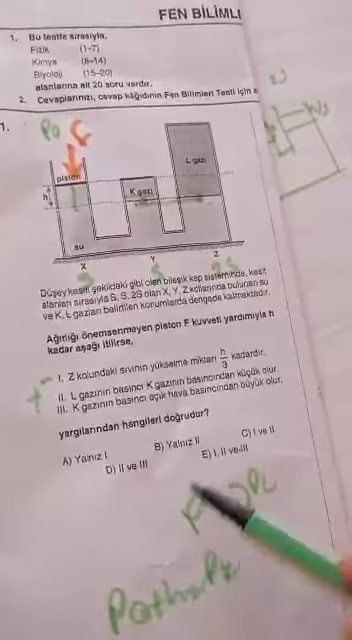 FEN BİLİMLE
1. Bu testte sırasıyla,
Fizik (1-7)
Kimya (8-14)
Biyoloji (15-20)
alanlarına ait 20 soru vardır.
2. Cevaplarınızı, cevap kâğıdının Fen Bilimleri Testi için
1.
P0
piston
h
K gazı
L gazı
su
X Y Z
S S 2S
Düşey kesiti şekildeki gibi olan bileşik kap sisteminde, kesit
alanları sırasıyla S, S, 2S olan X, Y, Z kollarında bulunan su
ve K, L gazları belirtilen konumlarda dengede kalmaktadır.
Ağırlığı önemsenmeyen piston F kuvveti yardımıyla h
kadar aşağı itilirse,
I. Z kolundaki sıvının yükselme miktarı h/3 kadardır.
II. L gazının basıncı K gazının basıncından küçük olur.
III. K gazının basıncı açık hava basıncından büyük olur.
yargılarından hangileri doğrudur?
A) Yalnız I
B) Yalnız II
C) I ve II
D) II ve III
E) I, II ve III